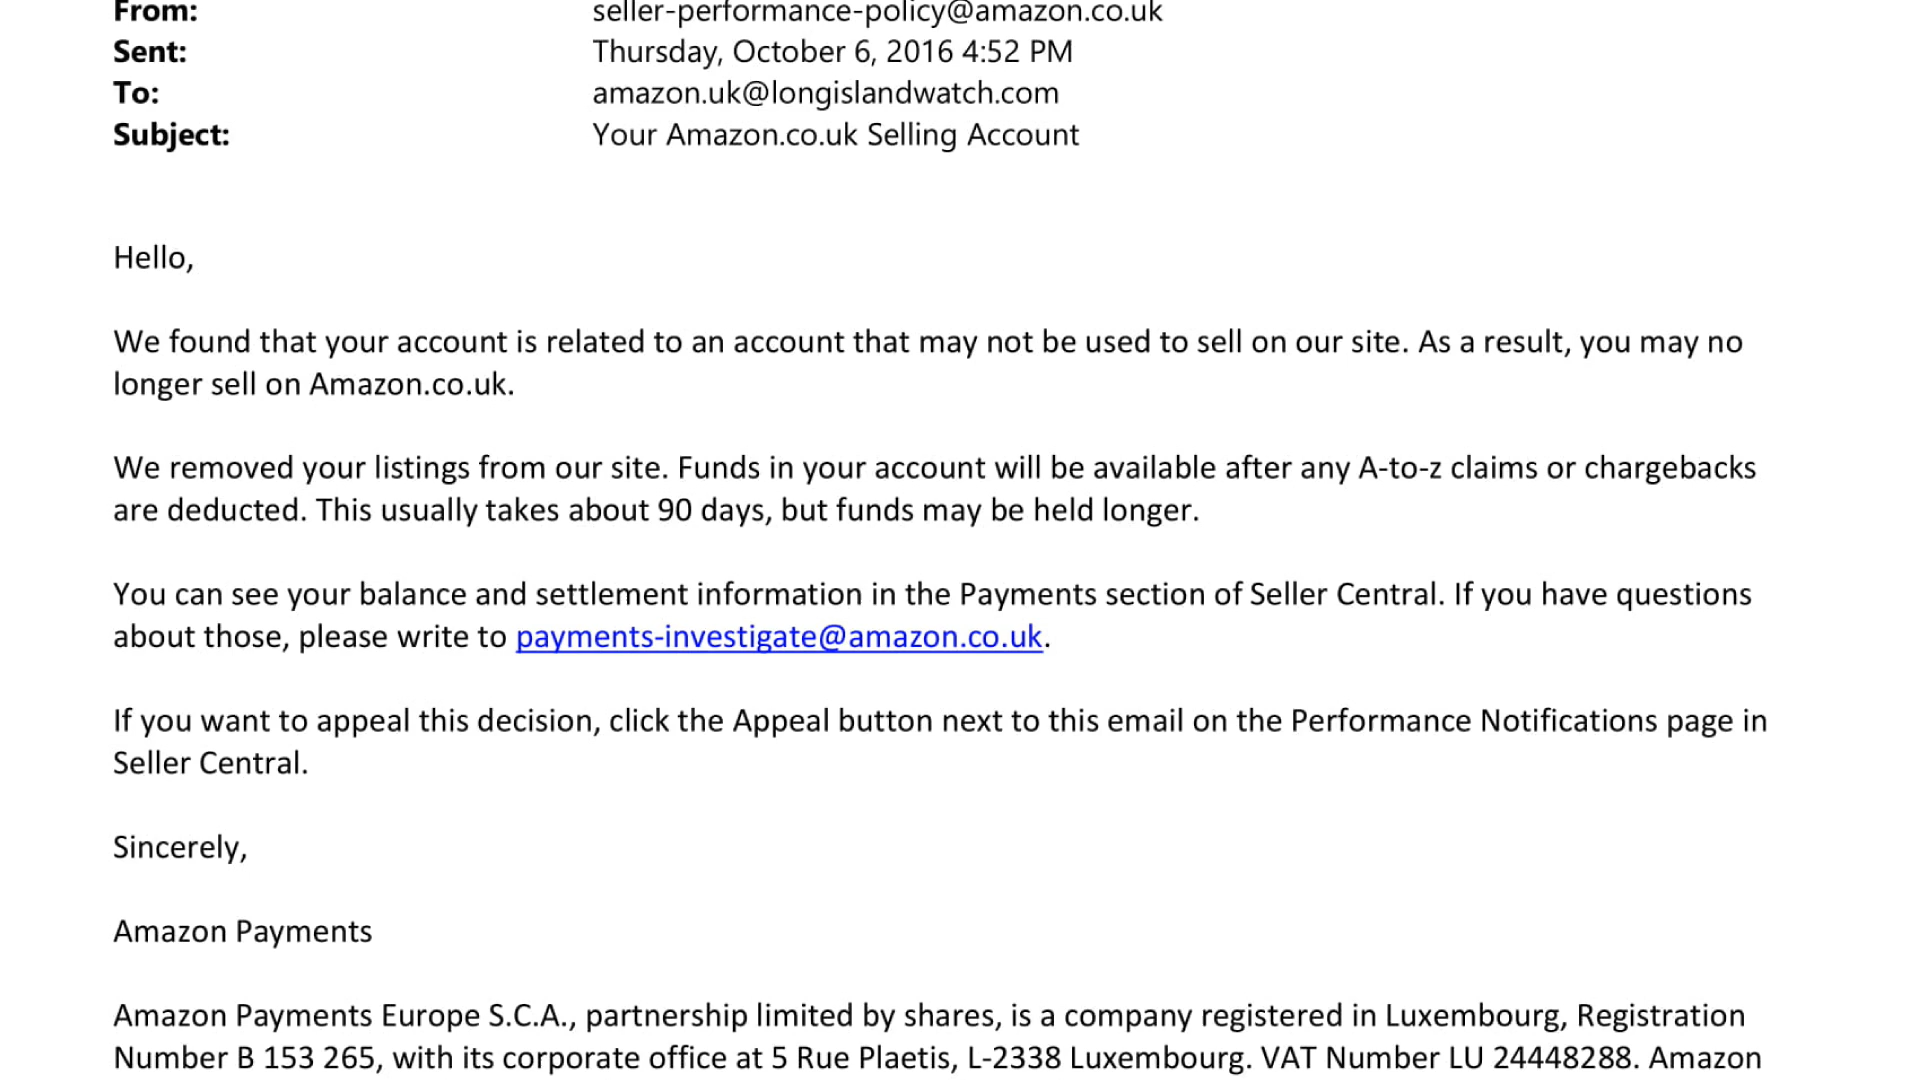 From: seller-performance-policy@amazon.co.uk
Sent: Thursday, October 6, 2016 4:52 PM
To: amazon.uk@longislandwatch.com
Subject: Your Amazon.co.uk Selling Account
Hello,
We found that your account is related to an account that may not be used to sell on our site. As a result, you may no
longer sell on Amazon.co.uk.
We removed your listings from our site. Funds in your account will be available after any A-to-z claims or chargebacks
are deducted. This usually takes about 90 days, but funds may be held longer.
You can see your balance and settlement information in the Payments section of Seller Central. If you have questions
about those, please write to payments-investigate@amazon.co.uk.
If you want to appeal this decision, click the Appeal button next to this email on the Performance Notifications page in
Seller Central.
Sincerely,
Amazon Payments
Amazon Payments Europe S.C.A., partnership limited by shares, is a company registered in Luxembourg, Registration
Number B 153 265, with its corporate office at 5 Rue Plaetis, L-2338 Luxembourg. VAT Number LU 24448288. Amazon